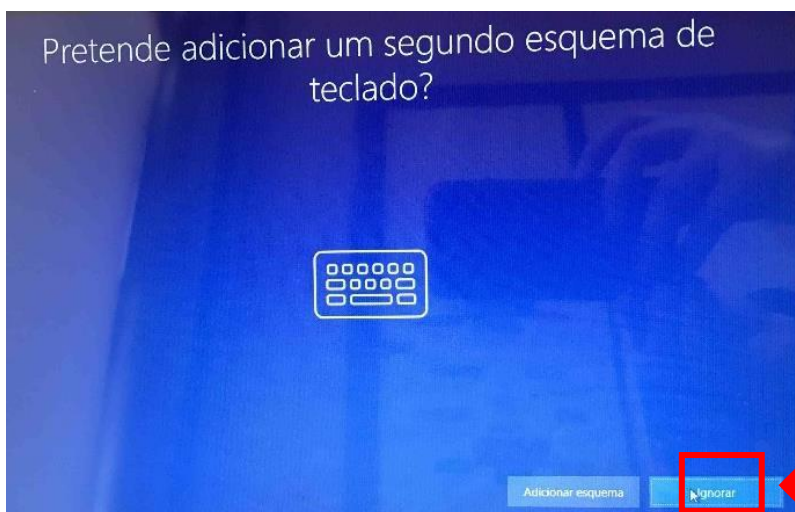 Pretende adicionar um segundo esquema de
teclado?
Adicionar esquema
Ignorar